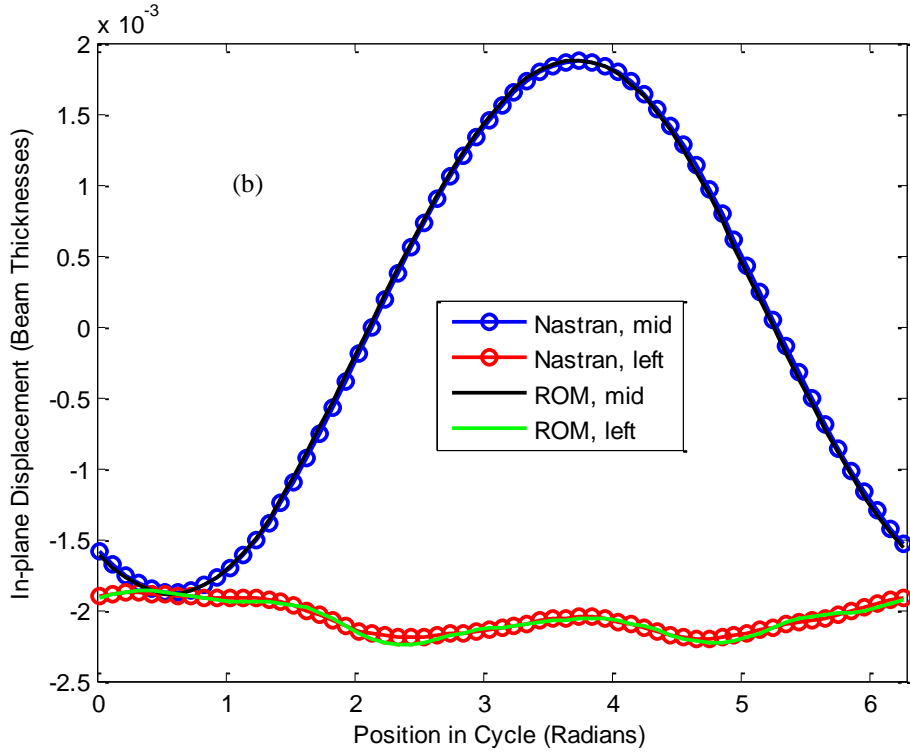 x 10^-3
2
1.5
1
0.5
0
-0.5
-1
-1.5
-2
-2.5
In-plane Displacement (Beam Thicknesses)
(b)
Nastran, mid
Nastran, left
ROM, mid
ROM, left
0 1 2 3 4 5 6
Position in Cycle (Radians)